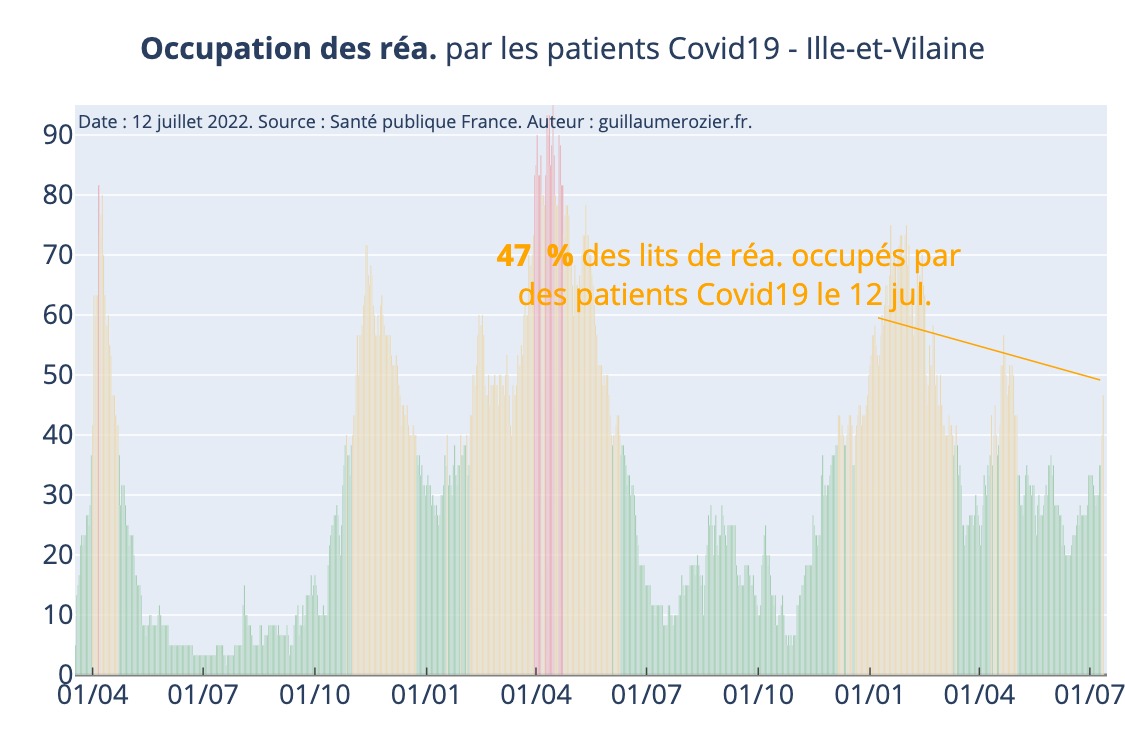 Occupation des réa. par les patients Covid19 - Ille-et-Vilaine
Date : 12 juillet 2022. Source : Santé publique France. Auteur : guillaumerozier.fr.
90
80
70
47 % des lits de réa. occupés par
des patients Covid19 le 12 jul.
60
50
40
30
20
10
0
01/04 01/07 01/10 01/01 01/04 01/07 01/10 01/01 01/04 01/07